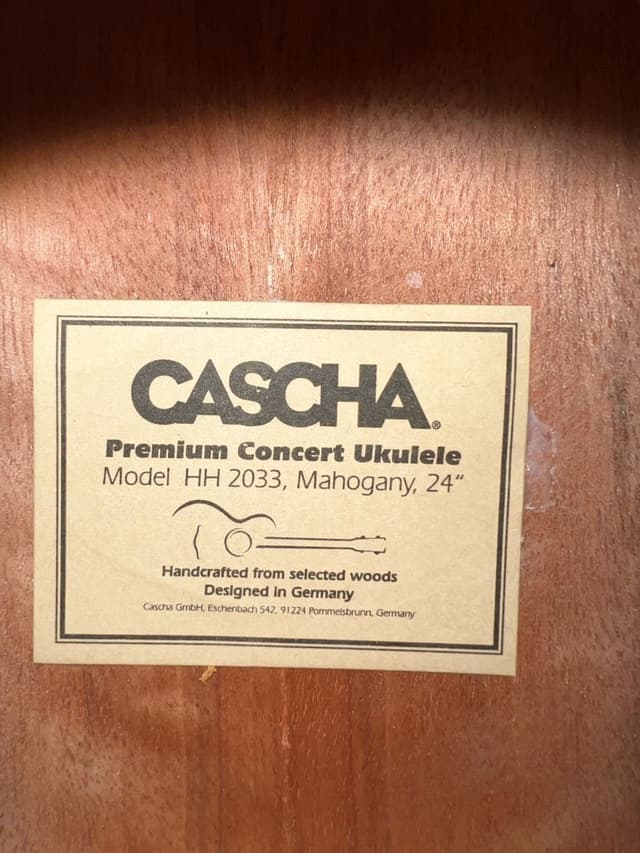 CASCHA®
Premium Concert Ukulele
Model HH 2033, Mahogany, 24“
Handcrafted from selected woods
Designed in Germany
Cascha GmbH, Eschenbach 542, 91224 Pommelsbrunn, Germany